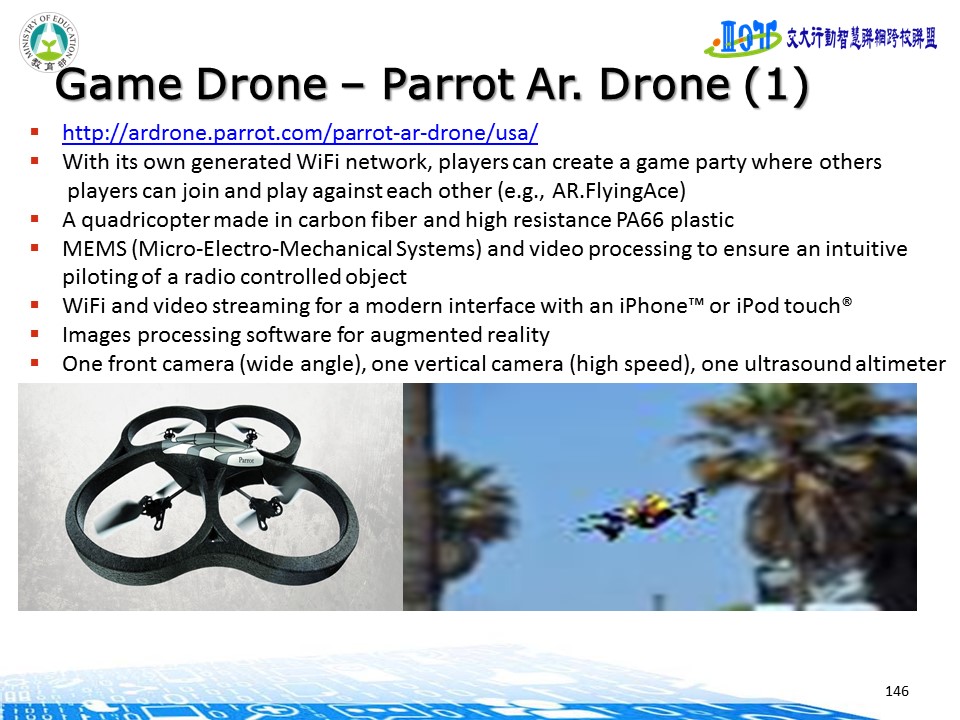 MINISTRY OF EDUCATION
教育部
交大行動智慧聯網跨校聯盟
Game Drone – Parrot Ar. Drone (1)
http://ardrone.parrot.com/parrot-ar-drone/usa/
With its own generated WiFi network, players can create a game party where others
players can join and play against each other (e.g., AR.FlyingAce)
A quadricopter made in carbon fiber and high resistance PA66 plastic
MEMS (Micro-Electro-Mechanical Systems) and video processing to ensure an intuitive
piloting of a radio controlled object
WiFi and video streaming for a modern interface with an iPhone™ or iPod touch®
Images processing software for augmented reality
One front camera (wide angle), one vertical camera (high speed), one ultrasound altimeter
Parrot
146